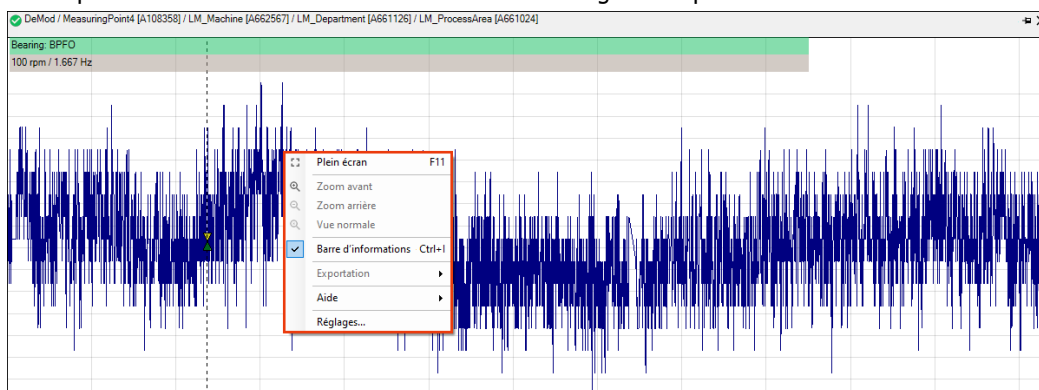 DeMod / MeasuringPoint4 [A108358] / LM_Machine [A662567] / LM_Department [A661126] / LM_ProcessArea [A661024]
Bearing: BPFO
100 rpm / 1.667 Hz
Plein écran F11
Zoom avant
Zoom arrière
Vue normale
Barre d'informations Ctrl+I
Exportation
Aide
Réglages...